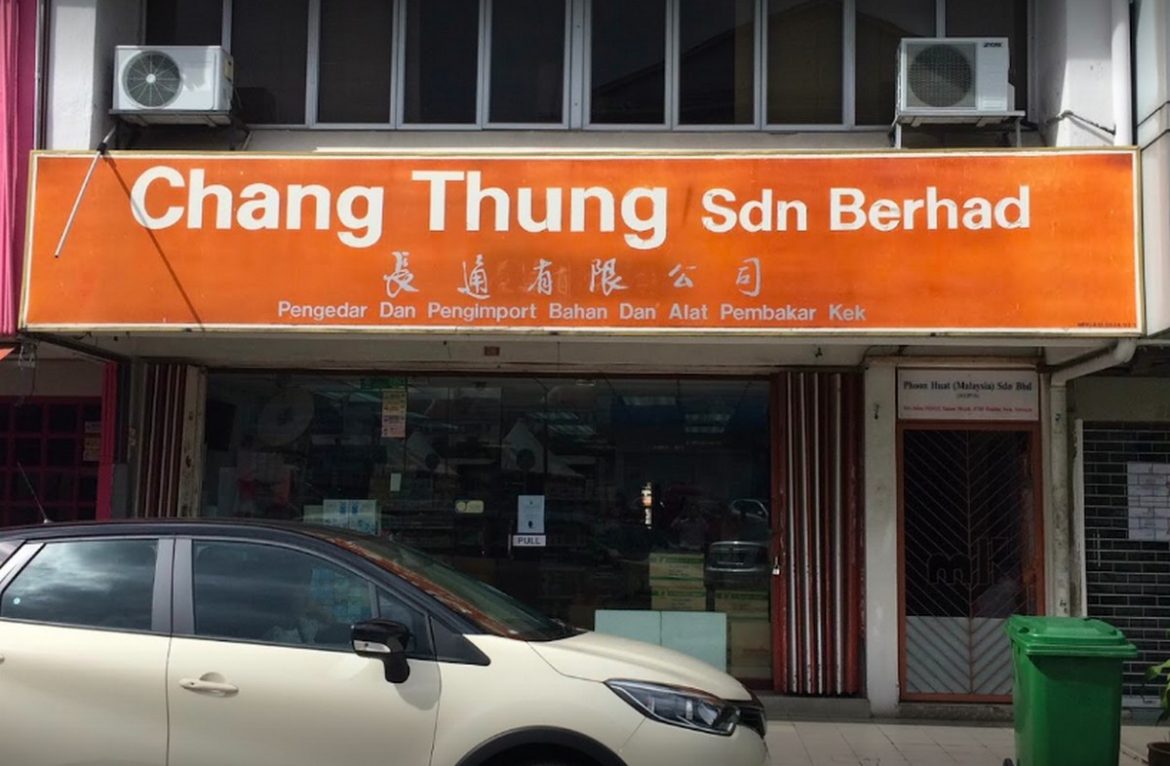 Chang Thung Sdn Berhad
長通有限公司
Pengedar Dan Pengimport Bahan Dan Alat Pembakar Kek
Phoon Huat (Malaysia) Sdn Bhd
PULL